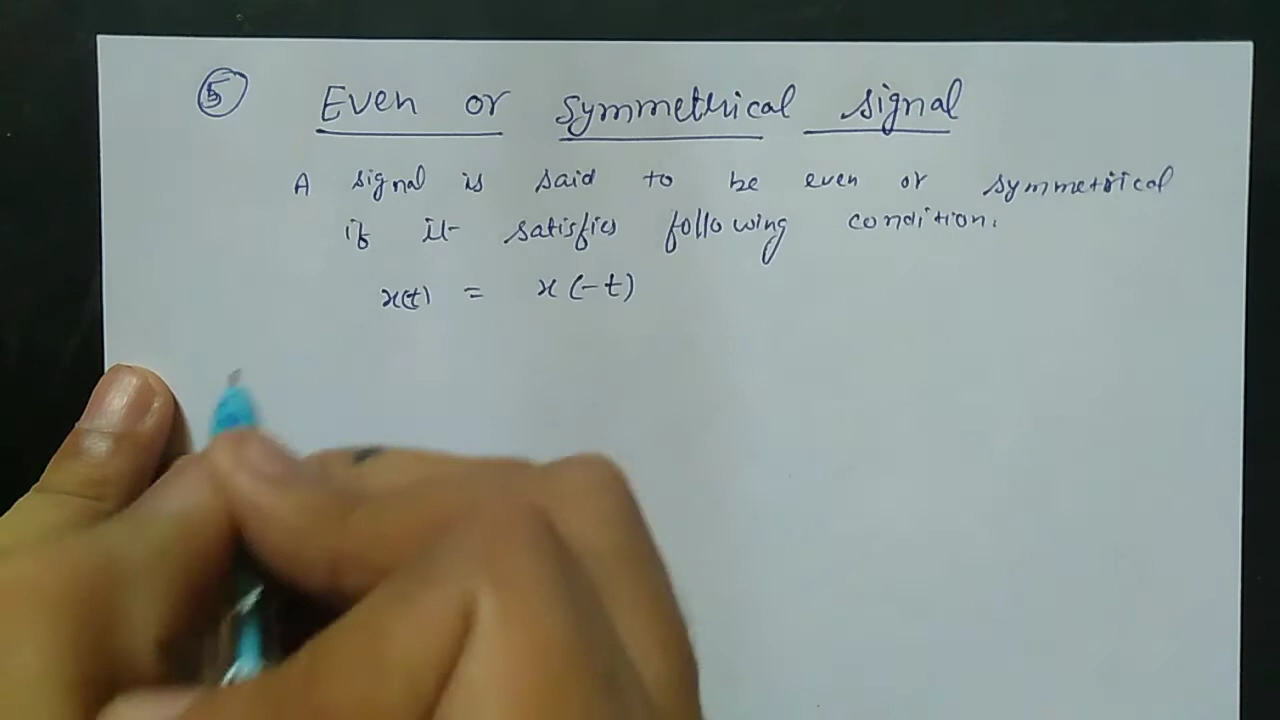 5 Even or symmetrical signal
A signal is said to be even or symmetrical
if it satisfies following condition.
x(t) = x(-t)